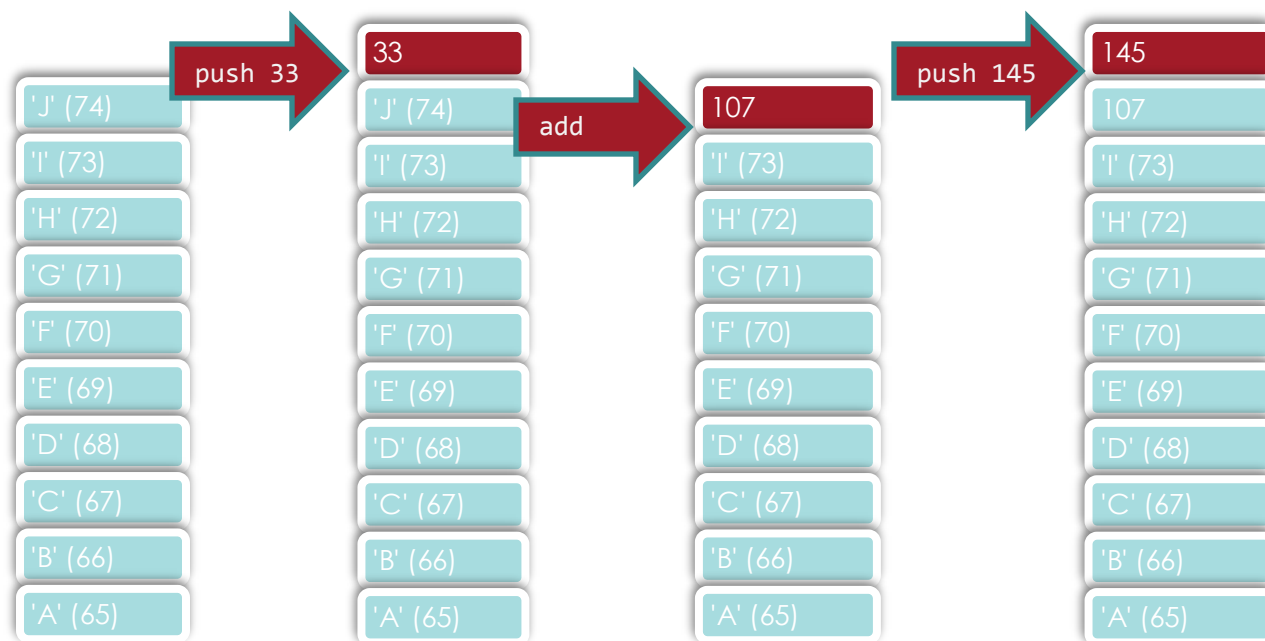 push 33
push 145
add
'J' (74)
'I' (73)
'H' (72)
'G' (71)
'F' (70)
'E' (69)
'D' (68)
'C' (67)
'B' (66)
'A' (65)
33
'J' (74)
'I' (73)
'H' (72)
'G' (71)
'F' (70)
'E' (69)
'D' (68)
'C' (67)
'B' (66)
'A' (65)
107
'I' (73)
'H' (72)
'G' (71)
'F' (70)
'E' (69)
'D' (68)
'C' (67)
'B' (66)
'A' (65)
145
107
'I' (73)
'H' (72)
'G' (71)
'F' (70)
'E' (69)
'D' (68)
'C' (67)
'B' (66)
'A' (65)